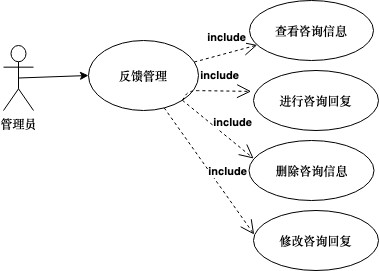 查看咨询信息
include
反馈管理
include
进行咨询回复
管理员
include
删除咨询信息
include
修改咨询回复